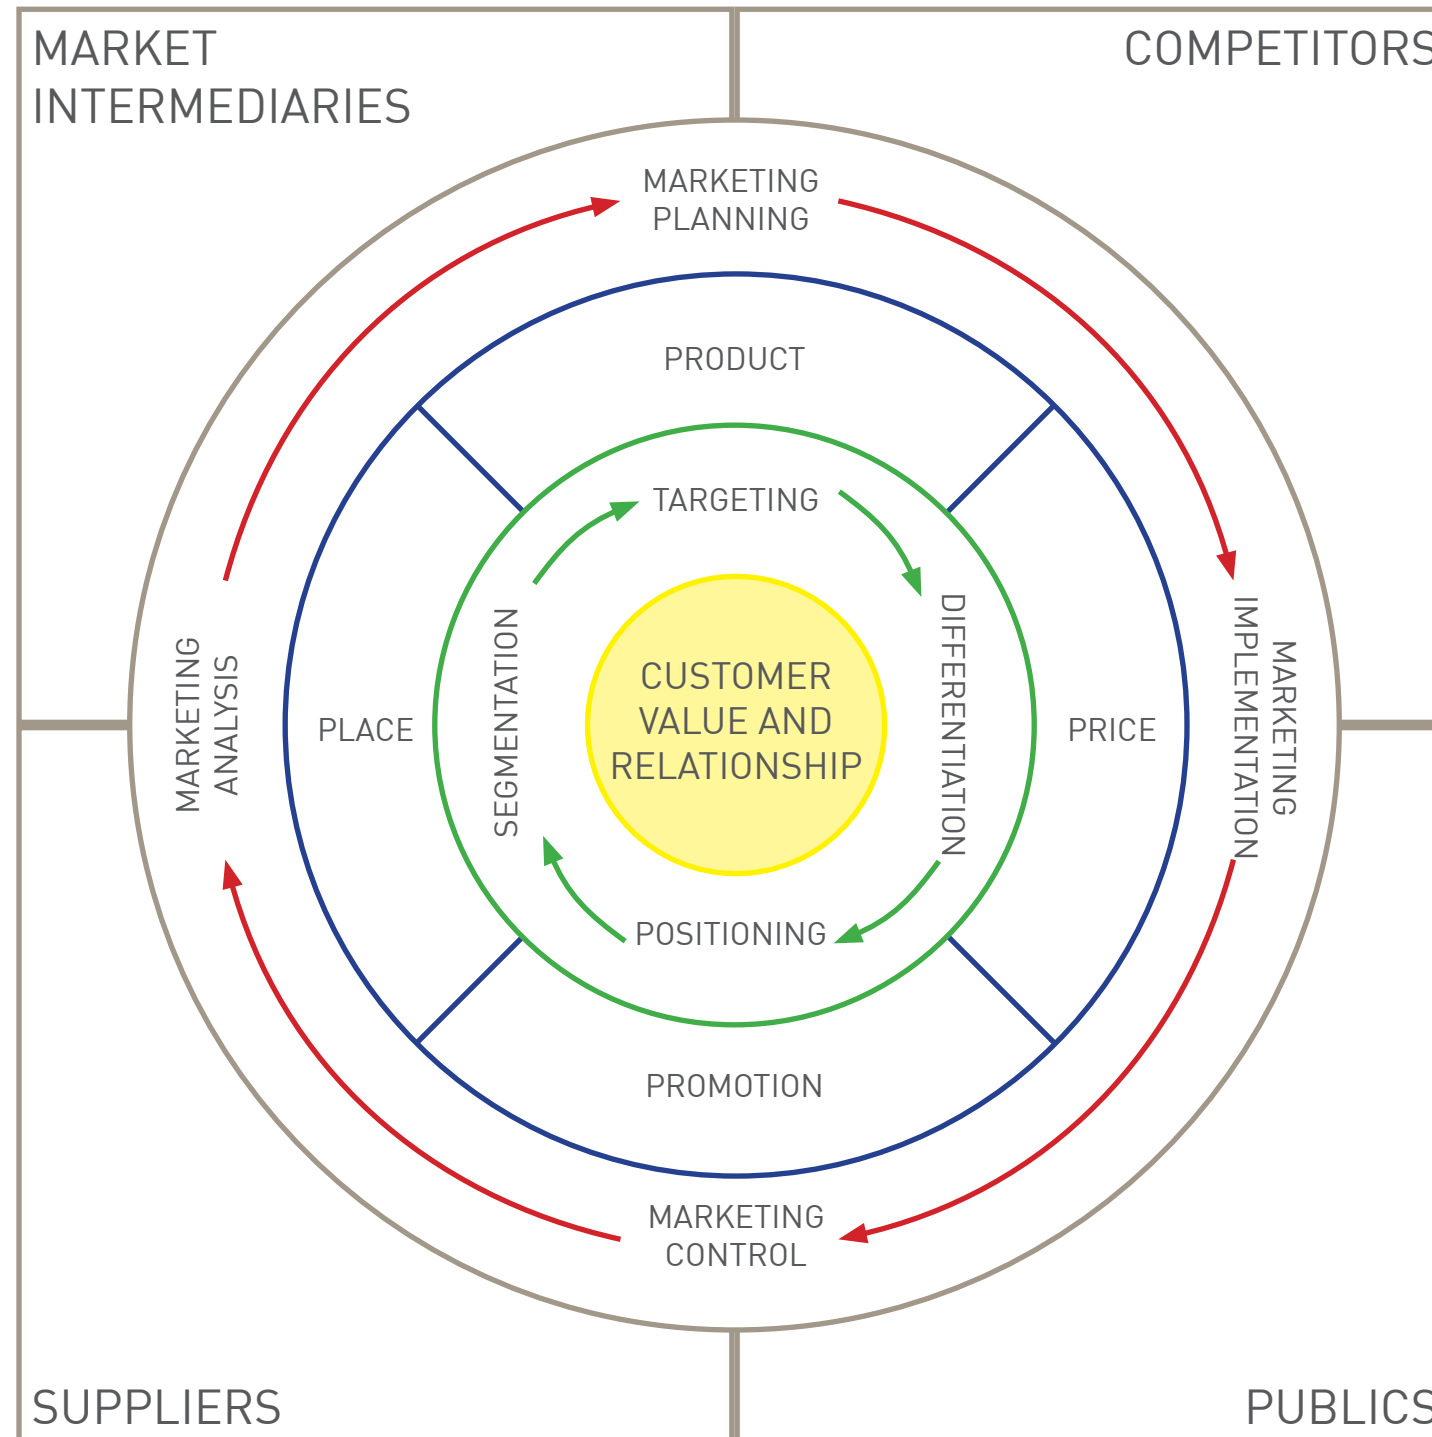 MARKET
INTERMEDIARIES
COMPETITORS
MARKETING
PLANNING
PRODUCT
TARGETING
MARKETING
ANALYSIS
PLACE
SEGMENTATION
CUSTOMER
VALUE AND
RELATIONSHIP
DIFFERENTIATION
PRICE
MARKETING
IMPLEMENTATION
POSITIONING
PROMOTION
MARKETING
CONTROL
SUPPLIERS
PUBLICS